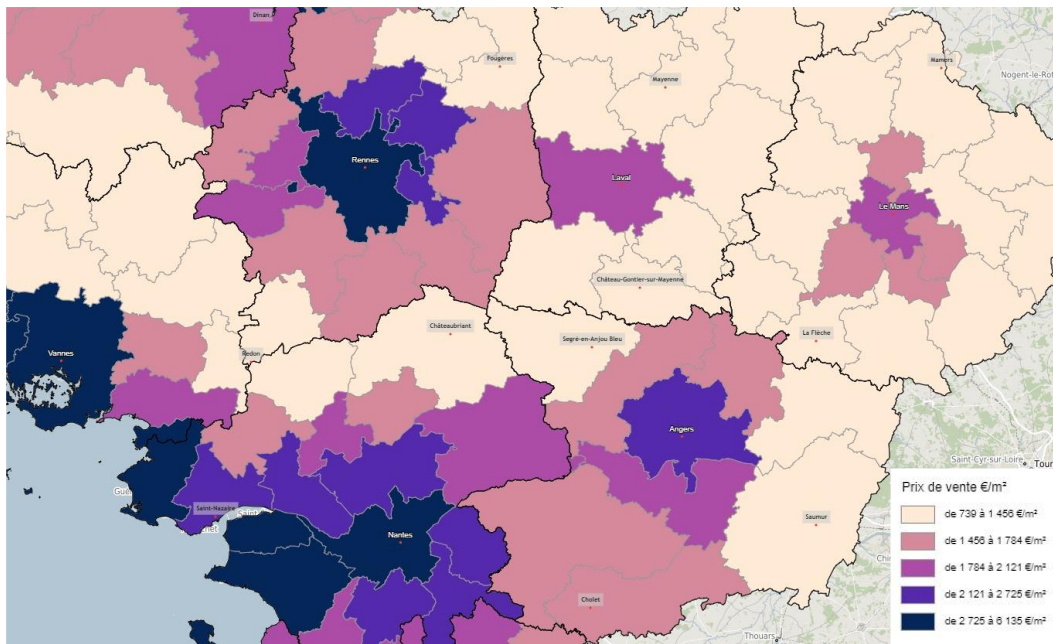 Dinan
Fougères
Mayenne
Mamers
Nogent-le-Rot
Rennes
Laval
Le Mans
Château-Gontier-sur-Mayenne
Châteaubriant
La Flèche
Segré-en-Anjou Bleu
Redon
Vannes
Angers
Saint-Cyr-sur-Loire
Tour
Saint-Nazaire
Saumur
Nantes
Cholet
Thouars
Prix de vente €/m²
de 739 à 1 456 €/m²
de 1 456 à 1 784 €/m²
de 1 784 à 2 121 €/m²
de 2 121 à 2 725 €/m²
de 2 725 à 6 135 €/m²